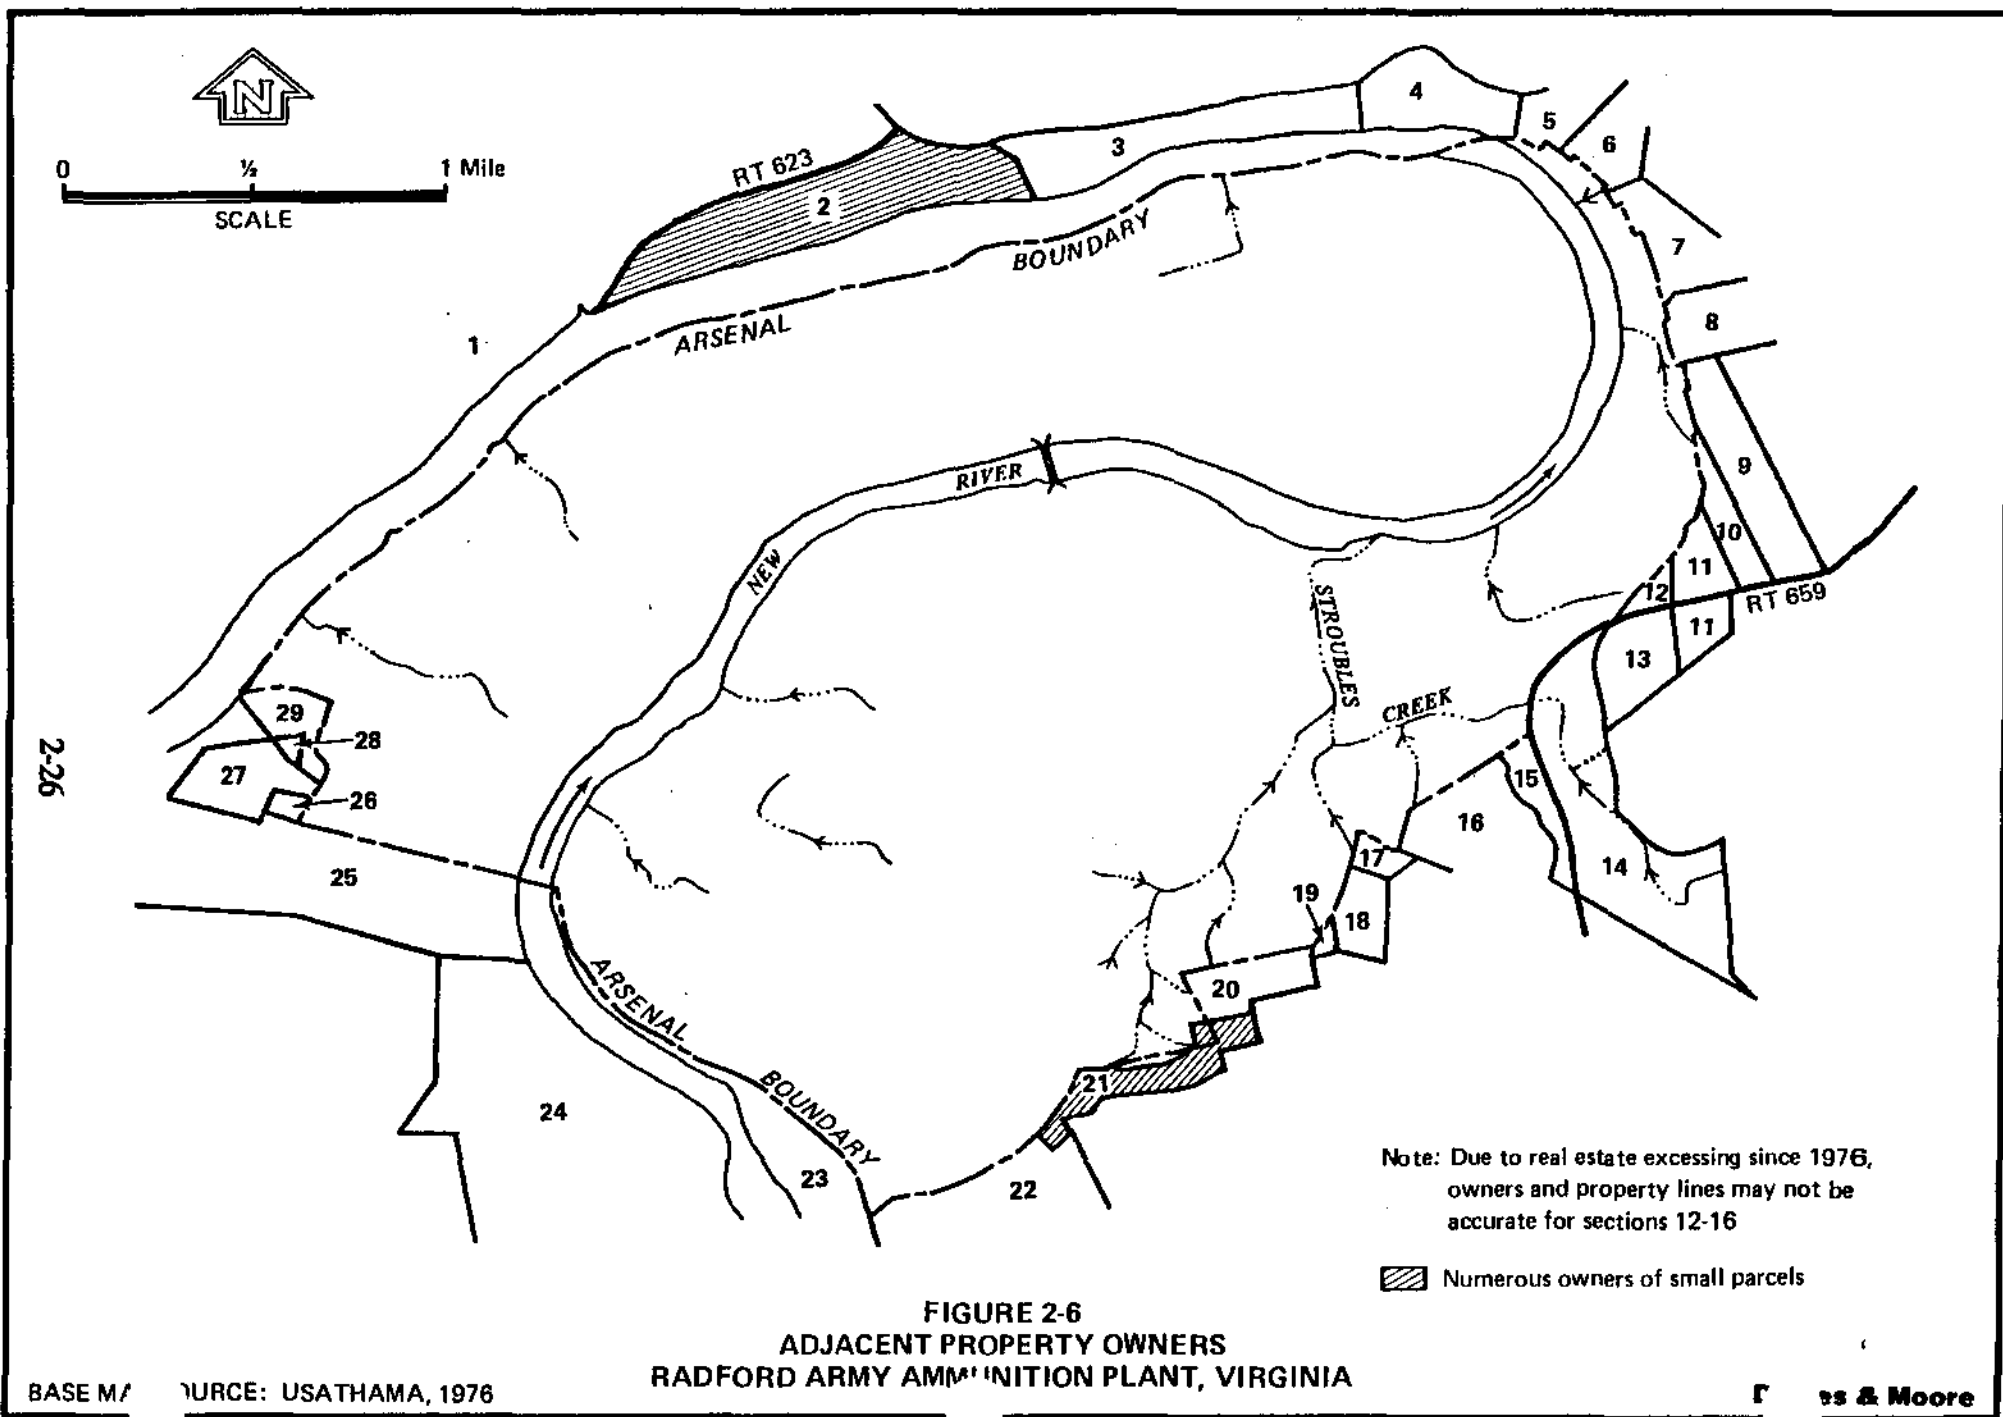 N
0 ½ 1 Mile
SCALE
RT 623
1
2
3
4
5
6
7
8
9
10
11
12
RT 659
11
13
ARSENAL BOUNDARY
NEW RIVER
STROUBLES CREEK
29
28
27
26
25
24
23
22
21
20
19
18
17
16
15
14
ARSENAL BOUNDARY
2-26
Note: Due to real estate excessing since 1976,
owners and property lines may not be
accurate for sections 12-16
Numerous owners of small parcels
FIGURE 2-6
ADJACENT PROPERTY OWNERS
RADFORD ARMY AMMUNITION PLANT, VIRGINIA
BASE MA URCE: USATHAMA, 1976
es & Moore